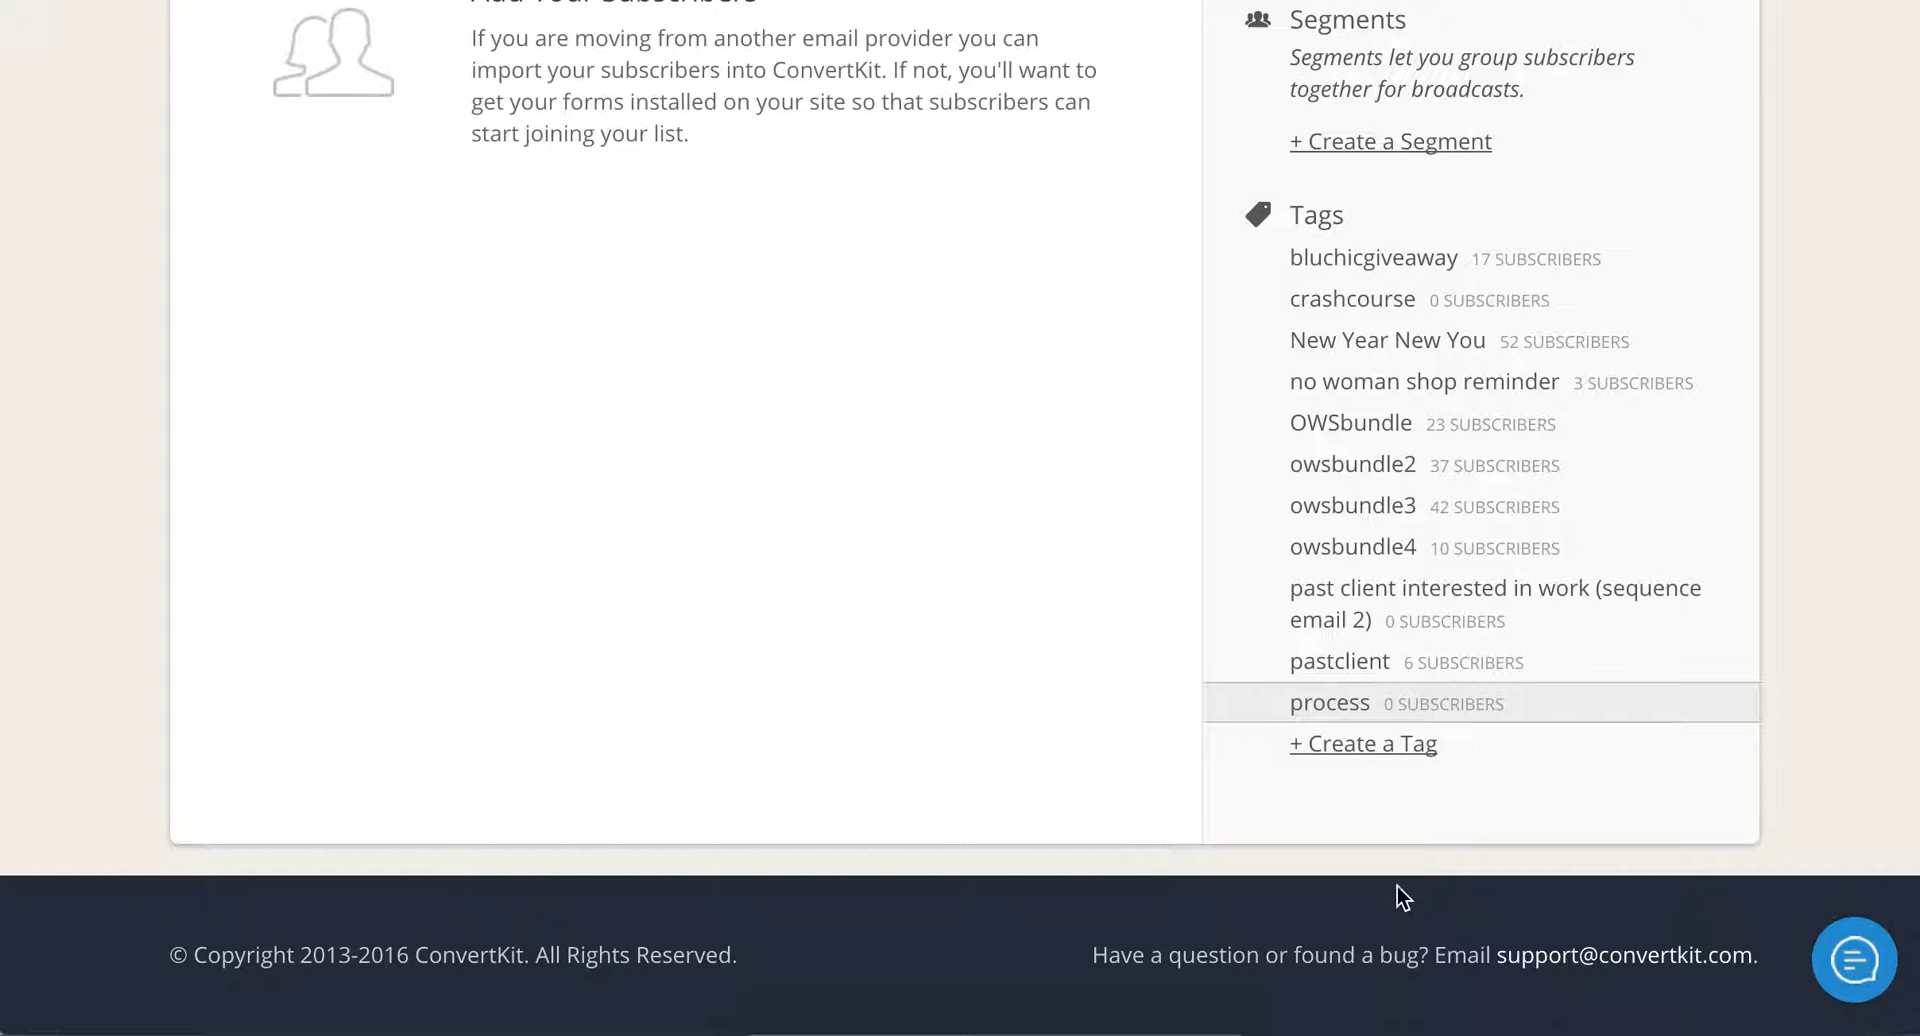 Add Your Subscribers
If you are moving from another email provider you can
import your subscribers into ConvertKit. If not, you'll want to
get your forms installed on your site so that subscribers can
start joining your list.
Segments
Segments let you group subscribers
together for broadcasts.
+ Create a Segment
Tags
bluchicgiveaway 17 SUBSCRIBERS
crashcourse 0 SUBSCRIBERS
New Year New You 52 SUBSCRIBERS
no woman shop reminder 3 SUBSCRIBERS
OWSbundle 23 SUBSCRIBERS
owsbundle2 37 SUBSCRIBERS
owsbundle3 42 SUBSCRIBERS
owsbundle4 10 SUBSCRIBERS
past client interested in work (sequence
email 2) 0 SUBSCRIBERS
pastclient 6 SUBSCRIBERS
process 0 SUBSCRIBERS
+ Create a Tag
© Copyright 2013-2016 ConvertKit. All Rights Reserved.
Have a question or found a bug? Email support@convertkit.com.